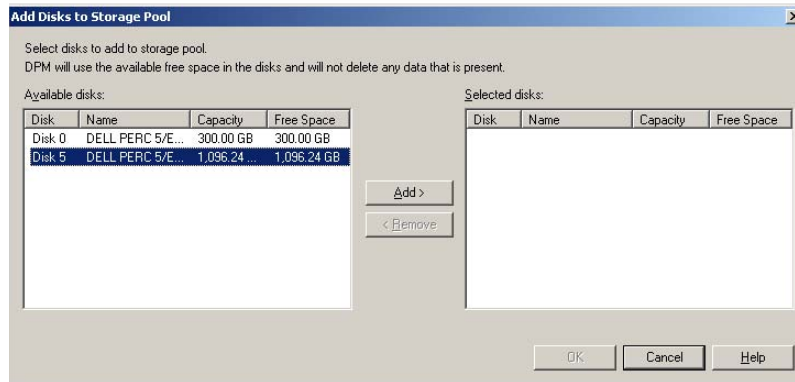 Add Disks to Storage Pool
Select disks to add to storage pool.
DPM will use the available free space in the disks and will not delete any data that is present.
Available disks:
Selected disks:
Disk Name Capacity Free Space
Disk Name Capacity Free Space
Disk 0 DELL PERC 5/E... 300.00 GB 300.00 GB
Disk 5 DELL PERC 5/E... 1,096.24 ... 1,096.24 GB
Add >
< Remove
OK Cancel Help